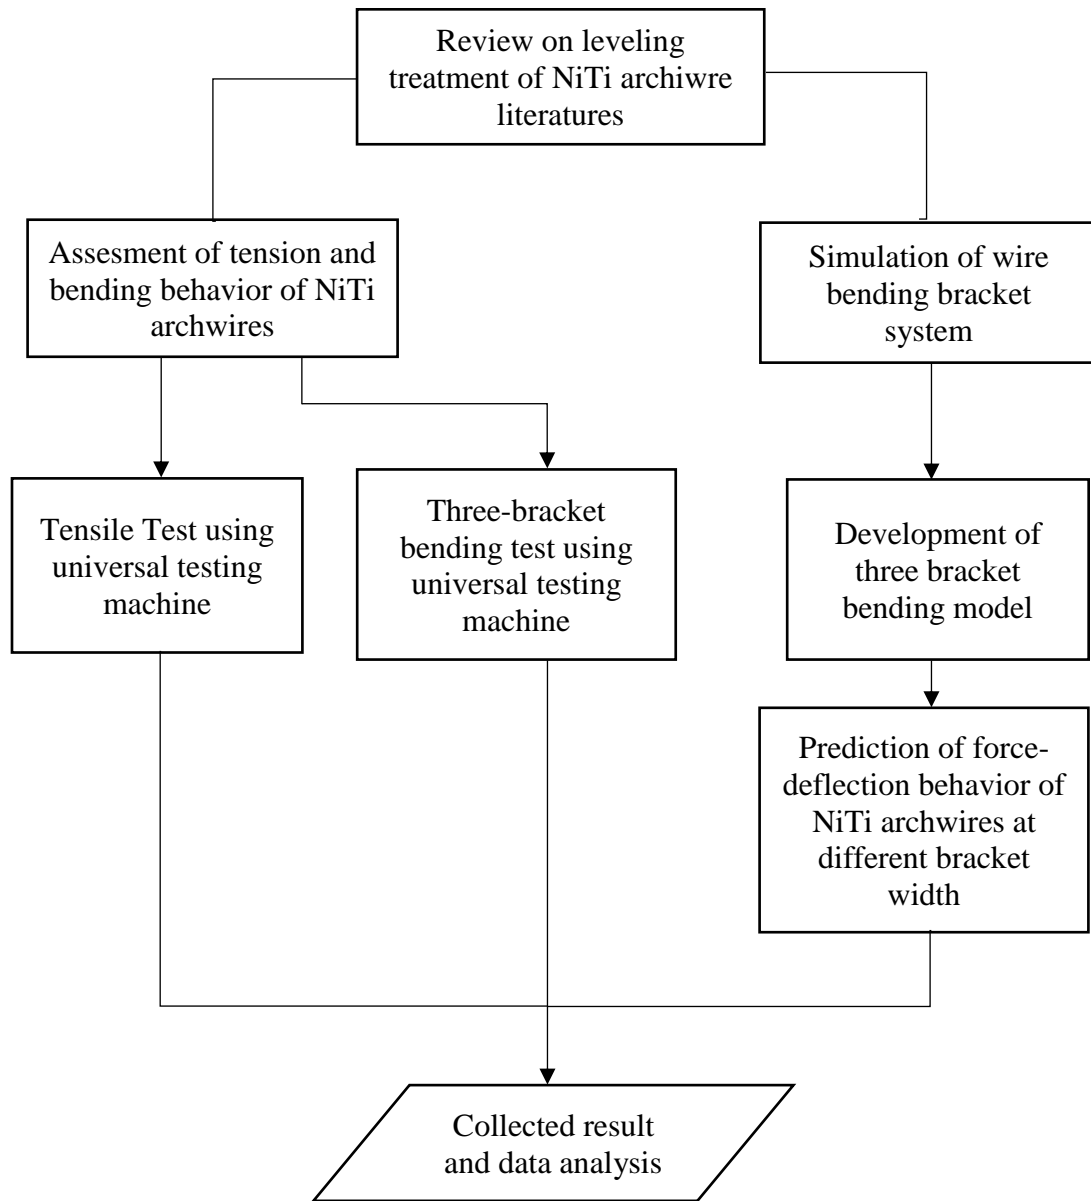 Review on leveling
treatment of NiTi archiwre
literatures
Assesment of tension and
bending behavior of NiTi
archwires
Simulation of wire
bending bracket
system
Tensile Test using
universal testing
machine
Three-bracket
bending test using
universal testing
machine
Development of
three bracket
bending model
Prediction of force-
deflection behavior of
NiTi archwires at
different bracket
width
Collected result
and data analysis